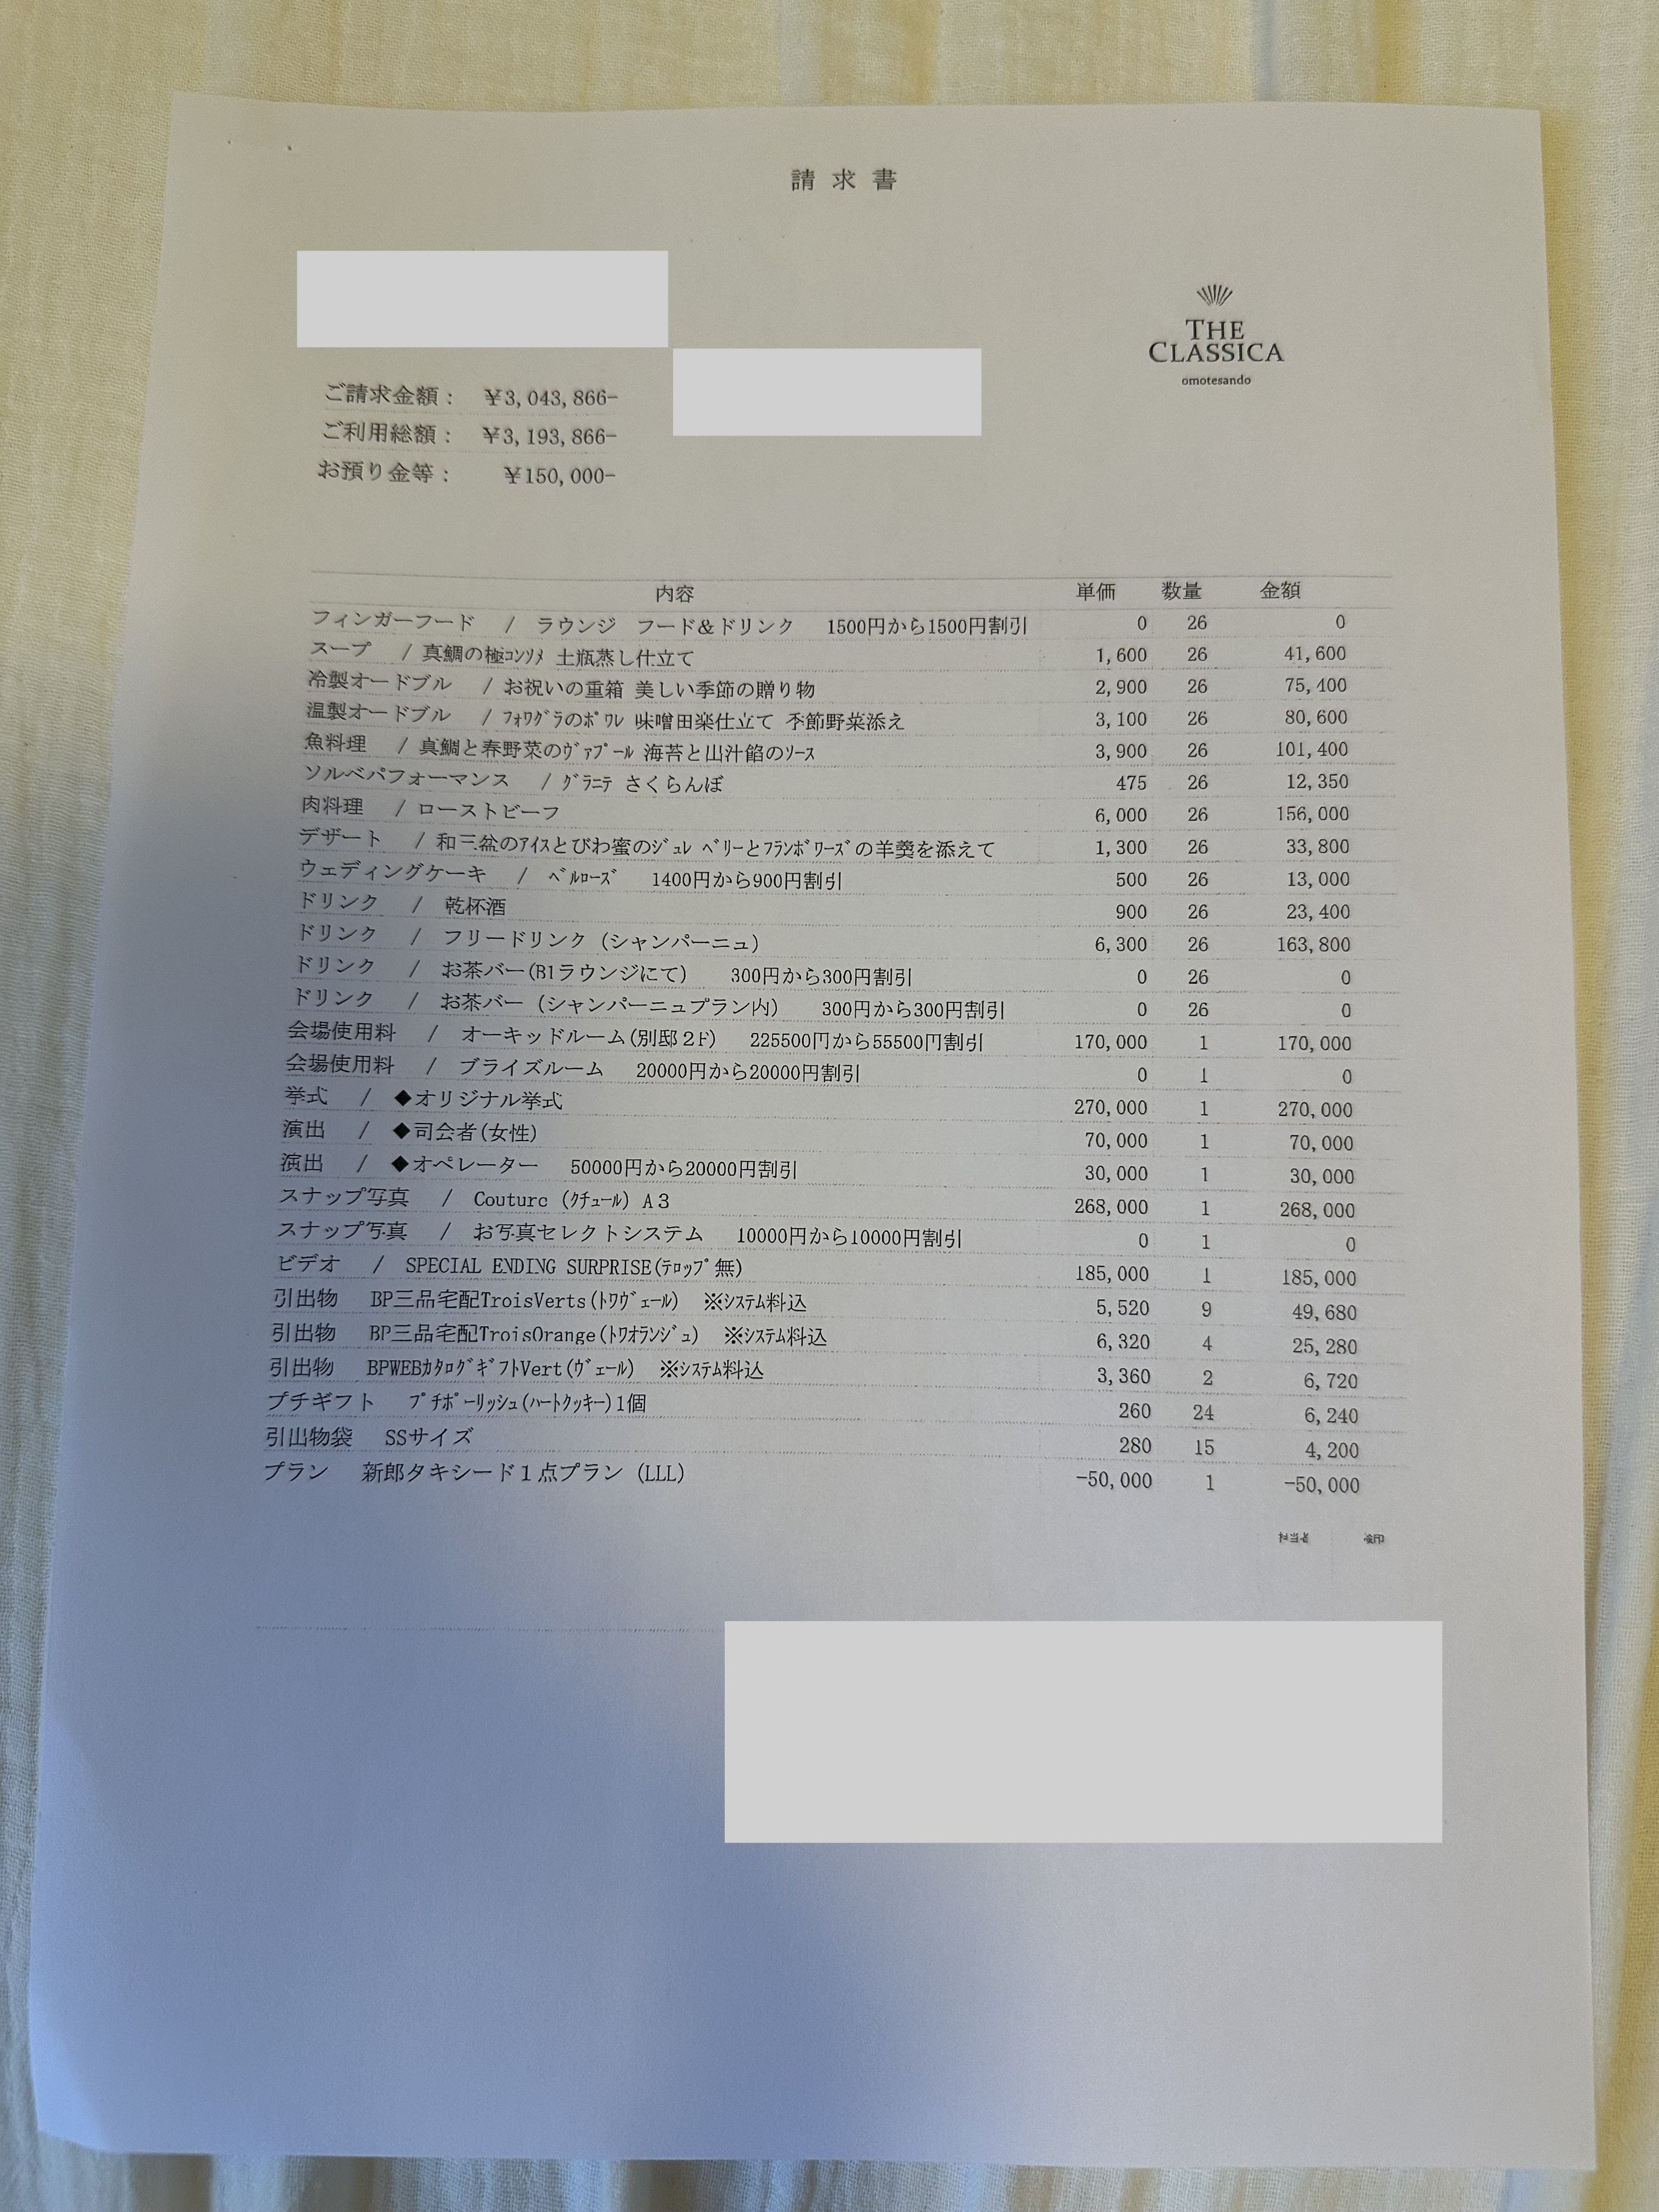 請求書
THE
CLASSICA
omotesando
ご請求金額： ¥3,043,866-
ご利用総額： ¥3,193,866-
お預り金等： ¥150,000-
内容 単価 数量 金額
フィンガーフード / ラウンジ フード&ドリンク 1500円から1500円割引 0 26 0
スープ / 真鯛の極ｺﾝｿﾒ 土瓶蒸し仕立て 1,600 26 41,600
冷製オードブル / お祝いの重箱 美しい季節の贈り物 2,900 26 75,400
温製オードブル / ﾌｫﾜｸﾞﾗのﾎﾟﾜﾚ 味噌田楽仕立て 季節野菜添え 3,100 26 80,600
魚料理 / 真鯛と春野菜のｳﾞｧﾌﾟｰﾙ 海苔と出汁餡のｿｰｽ 3,900 26 101,400
ソルベパフォーマンス / ｸﾞﾗﾆﾃ さくらんぼ 475 26 12,350
肉料理 / ローストビーフ 6,000 26 156,000
デザート / 和三盆のｱｲｽとびわ蜜のｼﾞｭﾚ ﾍﾞﾘｰとﾌﾗﾝﾎﾞﾜｰｽﾞの羊羹を添えて 1,300 26 33,800
ウェディングケーキ / ﾍﾞﾙﾛｰｽﾞ 1400円から900円割引 500 26 13,000
ドリンク / 乾杯酒 900 26 23,400
ドリンク / フリードリンク（シャンパーニュ） 6,300 26 163,800
ドリンク / お茶バー(B1ラウンジにて） 300円から300円割引 0 26 0
ドリンク / お茶バー（シャンパーニュプラン内） 300円から300円割引 0 26 0
会場使用料 / オーキッドルーム(別邸２F) 225500円から55500円割引 170,000 1 170,000
会場使用料 / ブライズルーム 20000円から20000円割引 0 1 0
挙式 / ◆オリジナル挙式 270,000 1 270,000
演出 / ◆司会者(女性) 70,000 1 70,000
演出 / ◆オペレーター 50000円から20000円割引 30,000 1 30,000
スナップ写真 / Couture（ｸﾁｭｰﾙ）A３ 268,000 1 268,000
スナップ写真 / お写真セレクトシステム 10000円から10000円割引 0 1 0
ビデオ / SPECIAL ENDING SURPRISE(ﾃﾛｯﾌﾟ無) 185,000 1 185,000
引出物 BP三品宅配TroisVerts(ﾄﾜｳﾞｪｰﾙ) ※ｼｽﾃﾑ料込 5,520 9 49,680
引出物 BP三品宅配TroisOrange(ﾄﾜｵﾗﾝｼﾞｭ) ※ｼｽﾃﾑ料込 6,320 4 25,280
引出物 BPWEBｶﾀﾛｸﾞｷﾞﾌﾄVert(ｳﾞｪｰﾙ) ※ｼｽﾃﾑ料込 3,360 2 6,720
プチギフト ﾌﾟﾁﾎﾟｰﾘｯｼｭ(ﾊｰﾄｸｯｷｰ)1個 260 24 6,240
引出物袋 SSサイズ 280 15 4,200
プラン 新郎タキシード１点プラン（LLL） -50,000 1 -50,000
担当者 検印